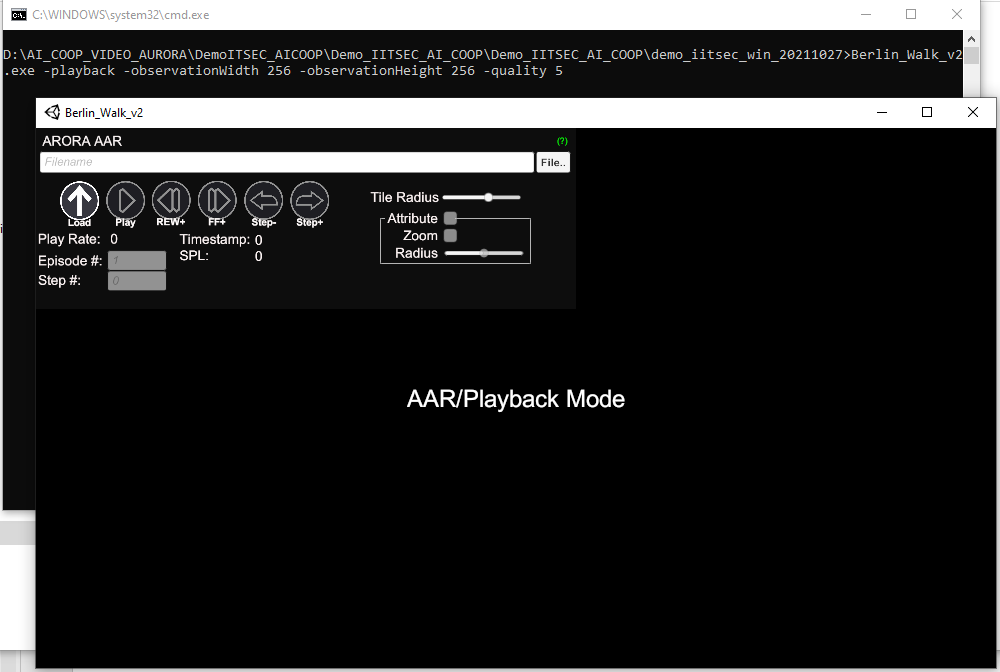 C:\WINDOWS\system32\cmd.exe
D:\AI_COOP_VIDEO_AURORA\DemoITSEC_AICOOP\Demo_IITSEC_AI_COOP\Demo_IITSEC_AI_COOP\demo_iitsec_win_20211027>Berlin_Walk_v2
.exe -playback -observationWidth 256 -observationHeight 256 -quality 5
Berlin_Walk_v2
ARORA AAR (?)
Filename File..
Load Play REW+ FF+ Step- Step+
Tile Radius
Attribute
Zoom
Radius
Play Rate: 0 Timestamp: 0
Episode #: 1 SPL: 0
Step #: 0
AAR/Playback Mode